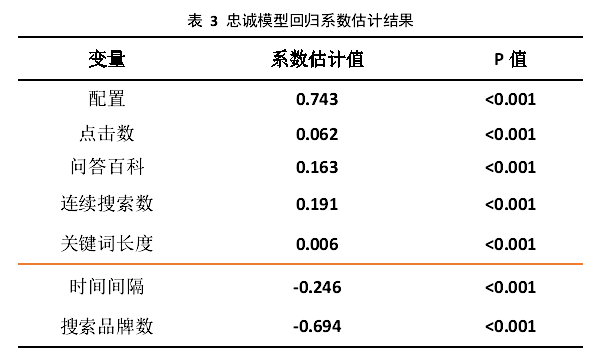 表 3 忠诚模型回归系数估计结果
变量 系数估计值 P 值
配置 0.743 <0.001
点击数 0.062 <0.001
问答百科 0.163 <0.001
连续搜索数 0.191 <0.001
关键词长度 0.006 <0.001
时间间隔 -0.246 <0.001
搜索品牌数 -0.694 <0.001